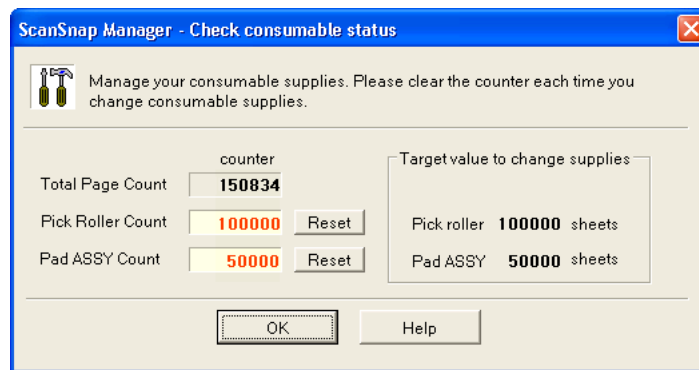 ScanSnap Manager - Check consumable status
Manage your consumable supplies. Please clear the counter each time you
change consumable supplies.
counter
Target value to change supplies
Total Page Count 150834
Pick Roller Count 100000 Reset
Pick roller 100000 sheets
Pad ASSY Count 50000 Reset
Pad ASSY 50000 sheets
OK Help